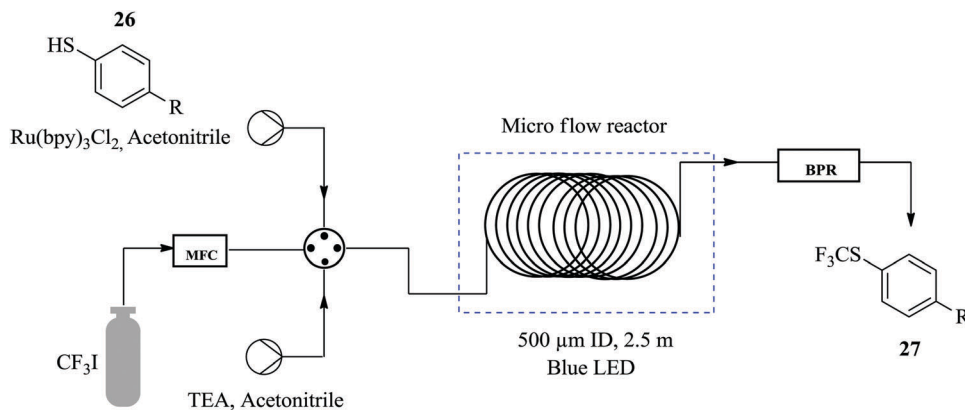 26
HS
R
Ru(bpy)₃Cl₂, Acetonitrile
Micro flow reactor
BPR
MFC
F₃CS
R
27
500 µm ID, 2.5 m
Blue LED
CF₃I
TEA, Acetonitrile